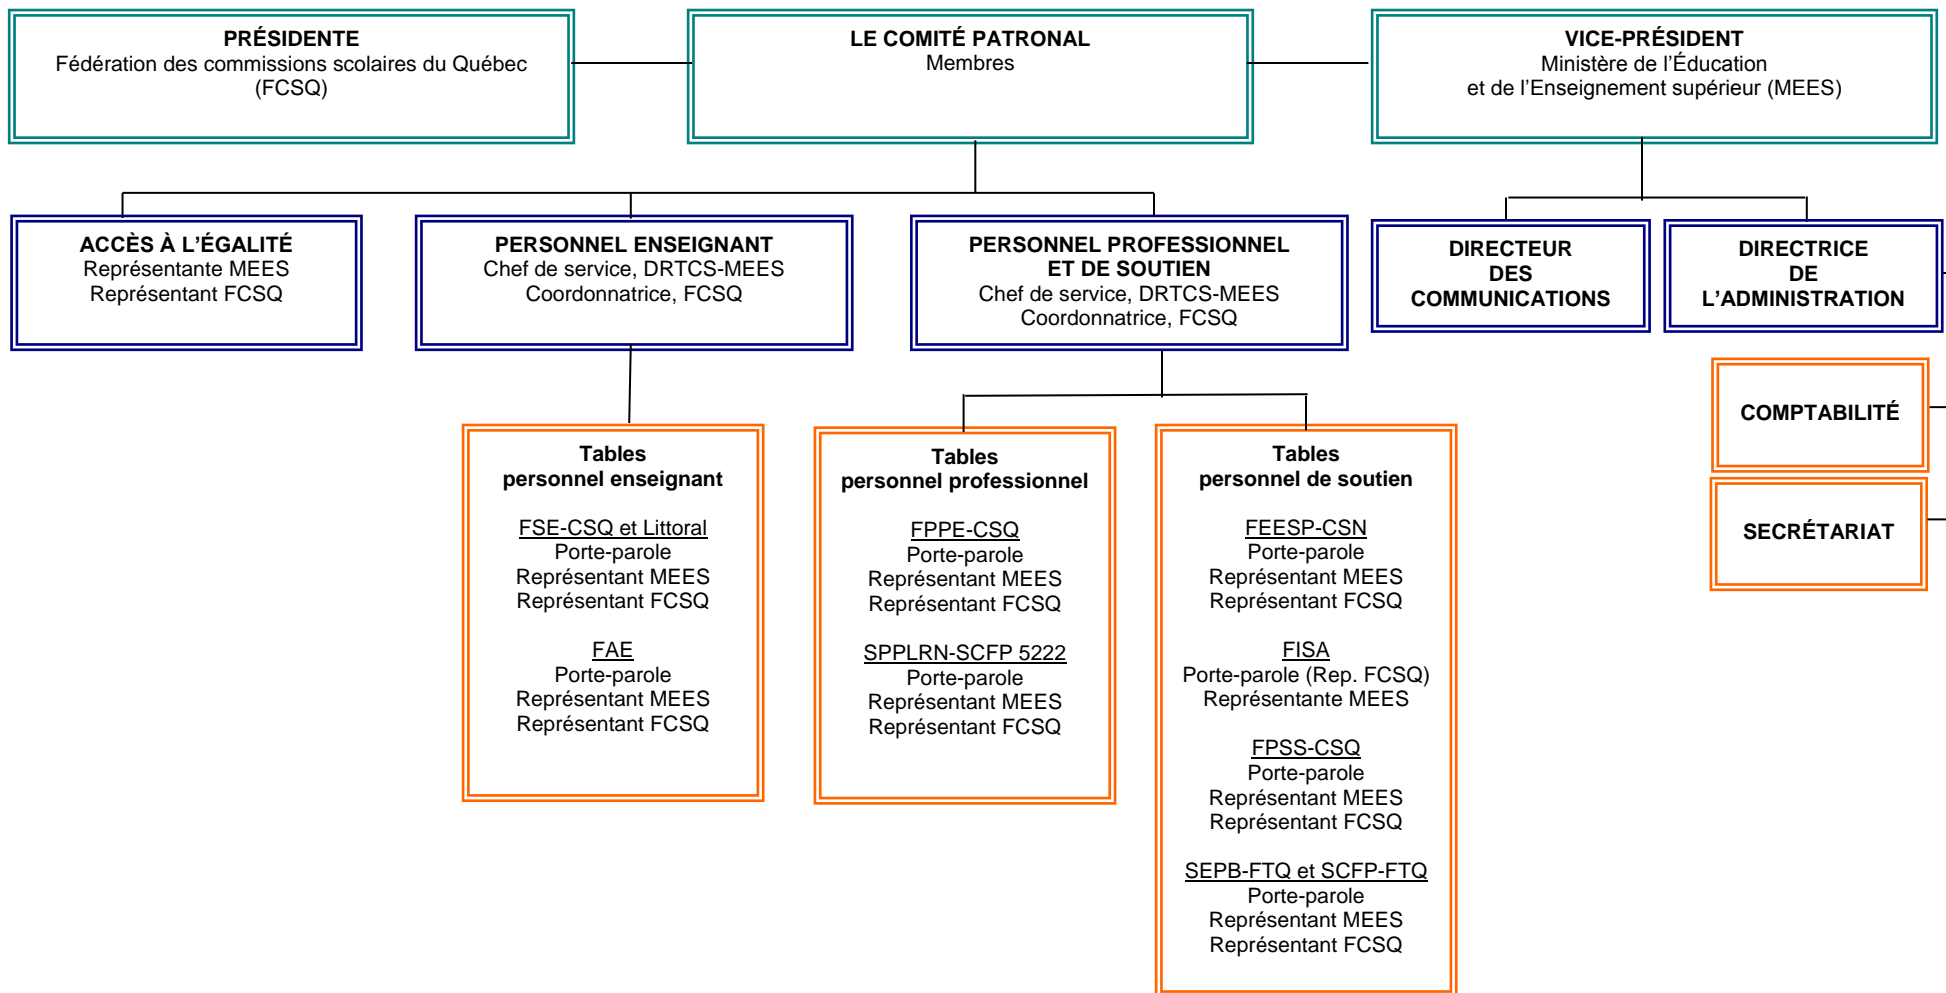 PRÉSIDENTE
Fédération des commissions scolaires du Québec
(FCSQ)
LE COMITÉ PATRONAL
Membres
VICE-PRÉSIDENT
Ministère de l’Éducation
et de l’Enseignement supérieur (MEES)
ACCÈS À L’ÉGALITÉ
Représentante MEES
Représentant FCSQ
PERSONNEL ENSEIGNANT
Chef de service, DRTCS-MEES
Coordonnatrice, FCSQ
PERSONNEL PROFESSIONNEL
ET DE SOUTIEN
Chef de service, DRTCS-MEES
Coordonnatrice, FCSQ
DIRECTEUR
DES
COMMUNICATIONS
DIRECTRICE
DE
L’ADMINISTRATION
COMPTABILITÉ
SECRÉTARIAT
Tables
personnel enseignant
FSE-CSQ et Littoral
Porte-parole
Représentant MEES
Représentant FCSQ
FAE
Porte-parole
Représentant MEES
Représentant FCSQ
Tables
personnel professionnel
FPPE-CSQ
Porte-parole
Représentant MEES
Représentant FCSQ
SPPLRN-SCFP 5222
Porte-parole
Représentant MEES
Représentant FCSQ
Tables
personnel de soutien
FEESP-CSN
Porte-parole
Représentant MEES
Représentant FCSQ
FISA
Porte-parole (Rep. FCSQ)
Représentante MEES
FPSS-CSQ
Porte-parole
Représentant MEES
Représentant FCSQ
SEPB-FTQ et SCFP-FTQ
Porte-parole
Représentant MEES
Représentant FCSQ